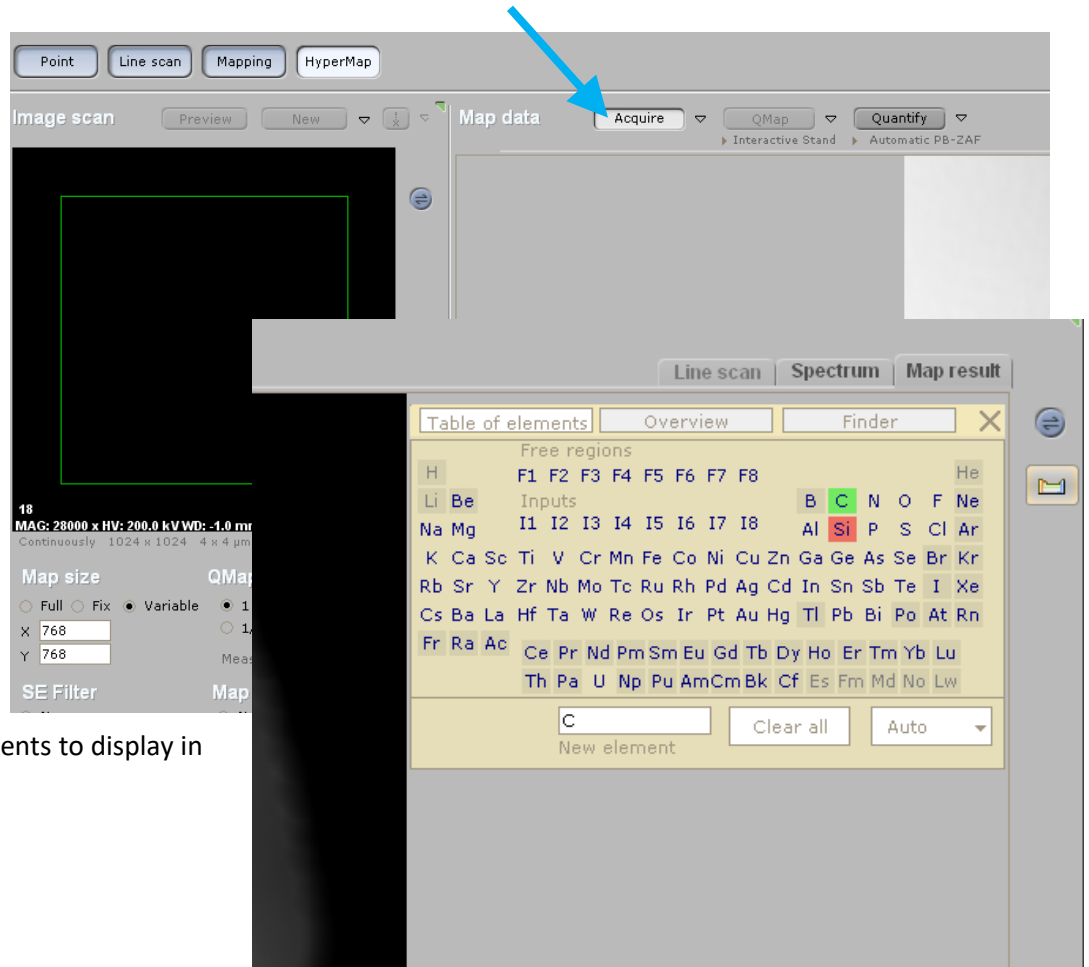 Point Line scan Mapping HyperMap
Image scan Preview New
Map data Acquire QMap Quantify
Interactive Stand Automatic PB-ZAF
18
MAG: 28000 x HV: 200.0 kV WD: -1.0
Continuously 1024 x 1024 4 x 4 µm
Map size QMap
Full Fix Variable 1
X 768
Y 768
SE Filter Map
ents to display in
Line scan Spectrum Map result
Table of elements Overview Finder
Free regions
H F1 F2 F3 F4 F5 F6 F7 F8 He
Li Be Inputs B C N O F Ne
Na Mg I1 I2 I3 I4 I5 I6 I7 I8 Al Si P S Cl Ar
K Ca Sc Ti V Cr Mn Fe Co Ni Cu Zn Ga Ge As Se Br Kr
Rb Sr Y Zr Nb Mo Tc Ru Rh Pd Ag Cd In Sn Sb Te I Xe
Cs Ba La Hf Ta W Re Os Ir Pt Au Hg Tl Pb Bi Po At Rn
Fr Ra Ac Ce Pr Nd Pm Sm Eu Gd Tb Dy Ho Er Tm Yb Lu
Th Pa U Np Pu Am Cm Bk Cf Es Fm Md No Lw
C Clear all Auto
New element